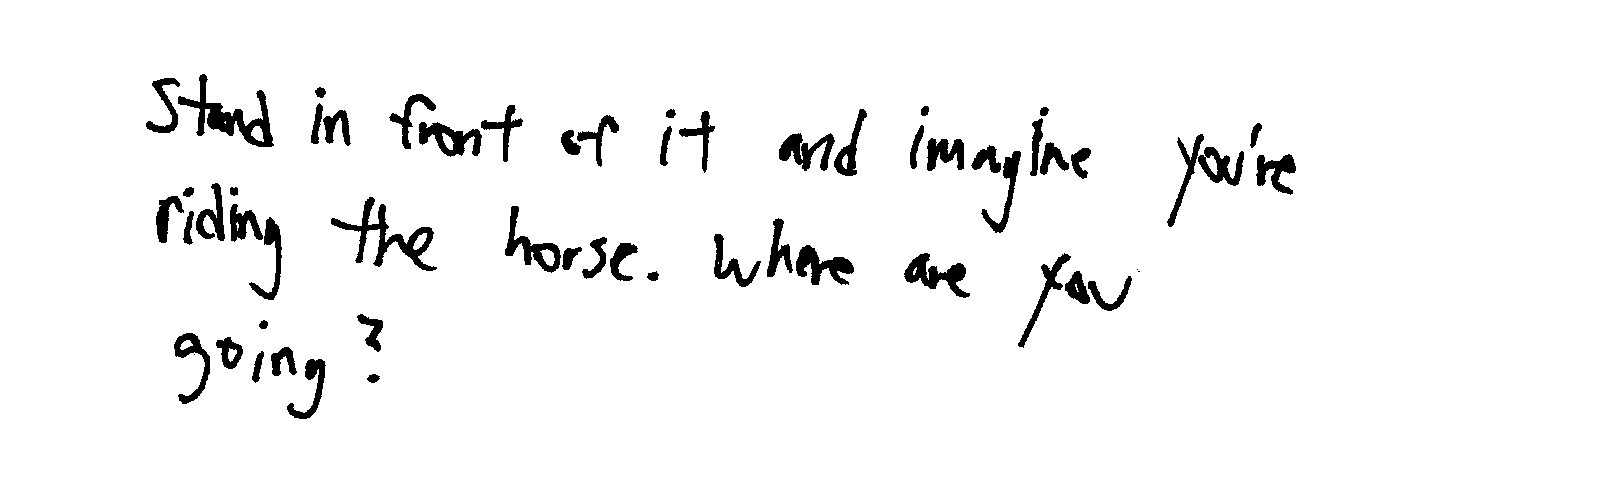 Stand in front of it and imagine you're
riding the horse. Where are you
going?